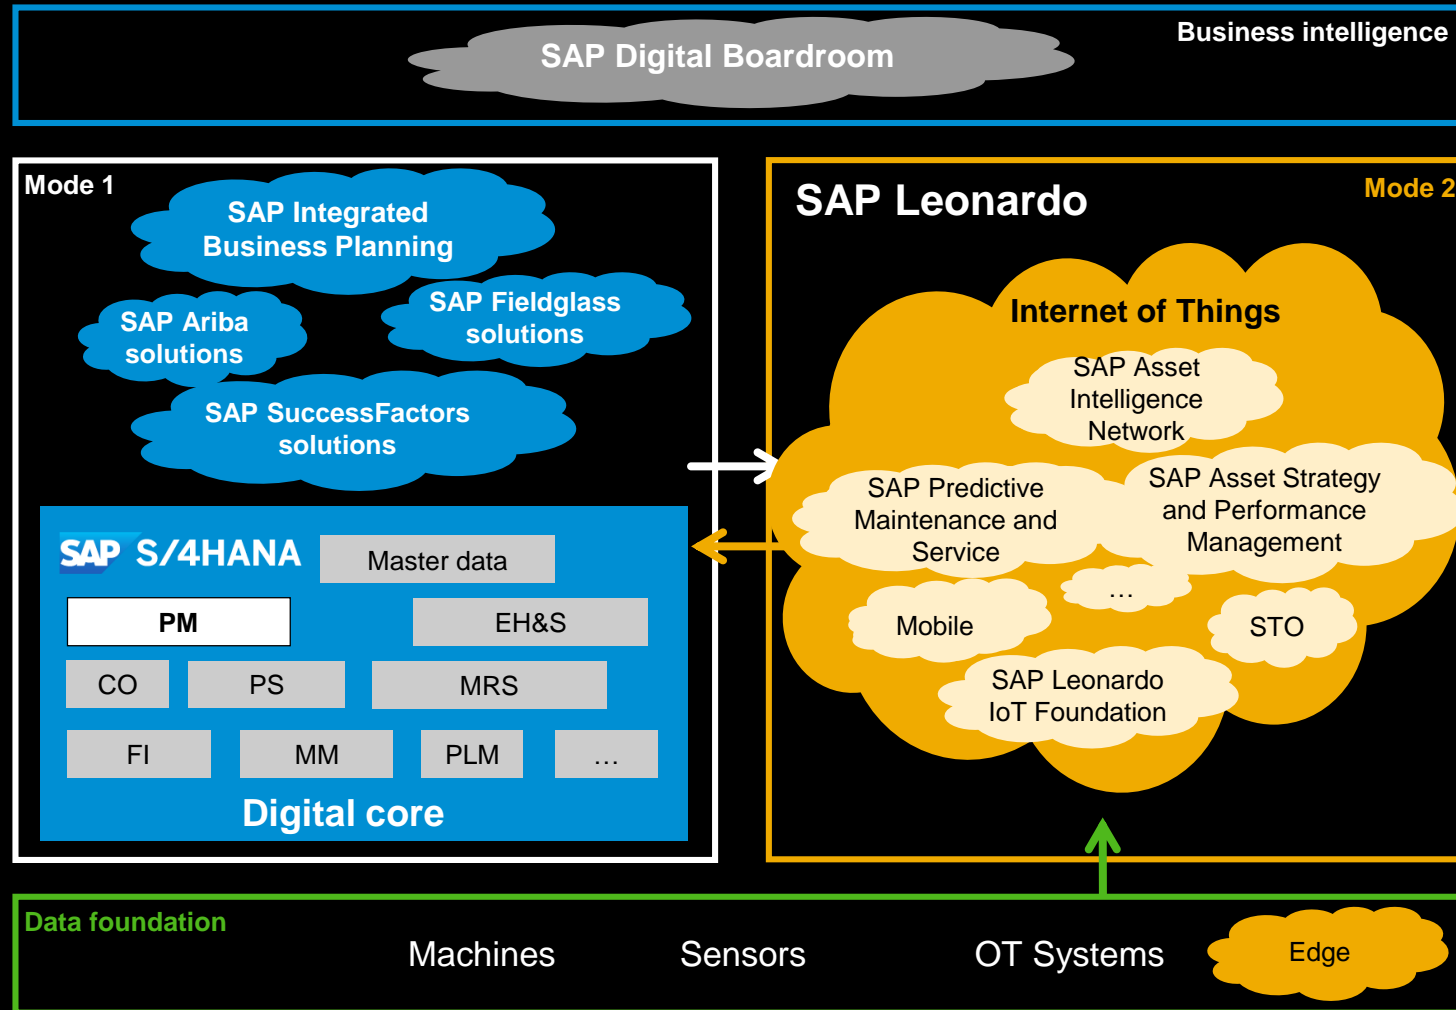 Business intelligence
SAP Digital Boardroom
Mode 1
SAP Integrated
Business Planning
SAP Ariba
solutions
SAP Fieldglass
solutions
SAP SuccessFactors
solutions
SAP S/4HANA
Master data
PM
EH&S
CO
PS
MRS
FI
MM
PLM
…
Digital core
SAP Leonardo
Mode 2
Internet of Things
SAP Asset
Intelligence
Network
SAP Predictive
Maintenance and
Service
SAP Asset Strategy
and Performance
Management
…
Mobile
STO
SAP Leonardo
IoT Foundation
Data foundation
Machines
Sensors
OT Systems
Edge